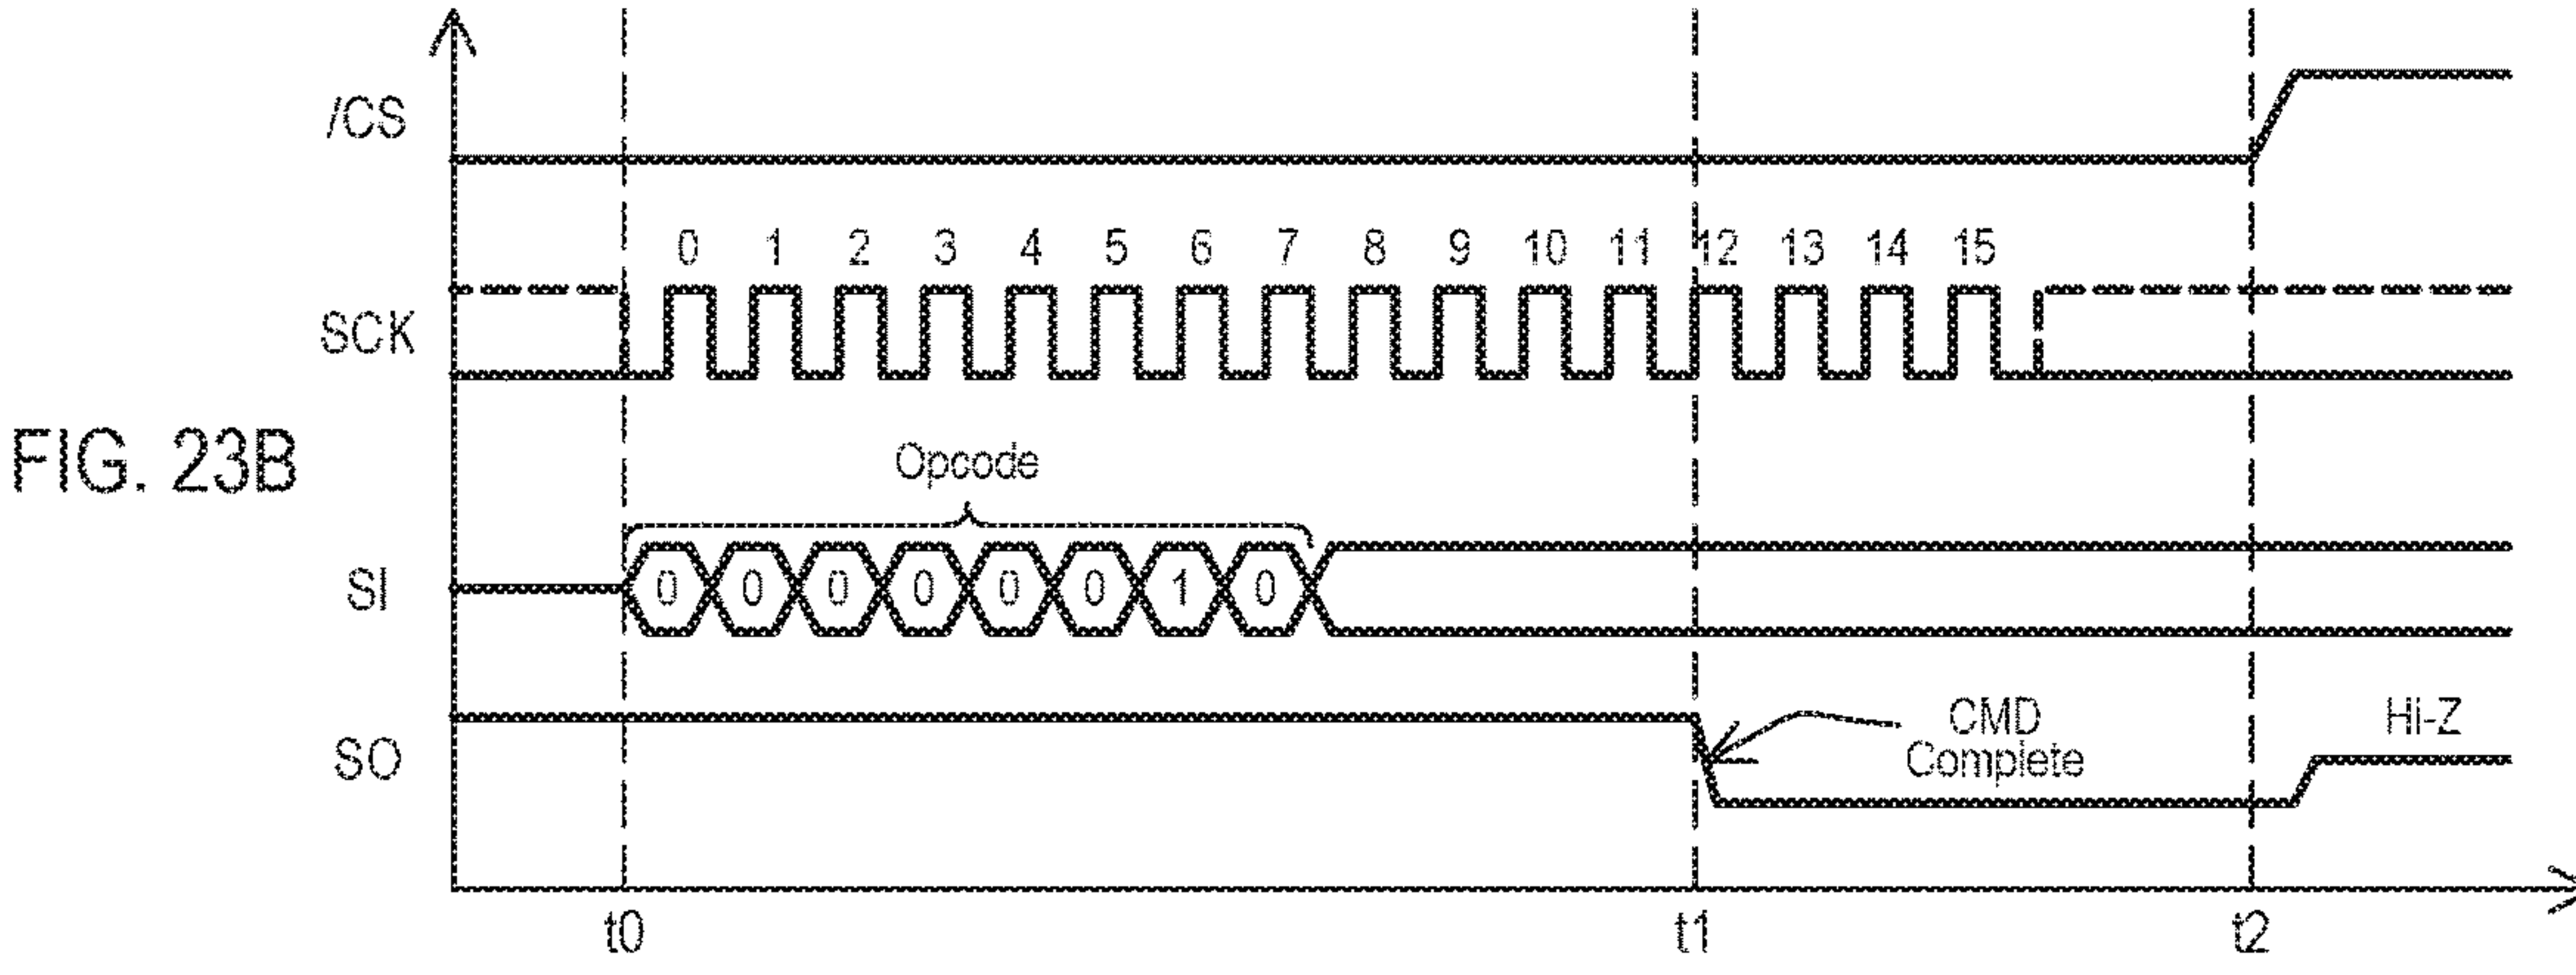 /CS
0 1 2 3 4 5 6 7 8 9 10 11 12 13 14 15
SCK
FIG. 23B
Opcode
SI
0 0 0 0 0 0 1 0
SO
CMD
Complete
Hi-Z
t0 t1 t2